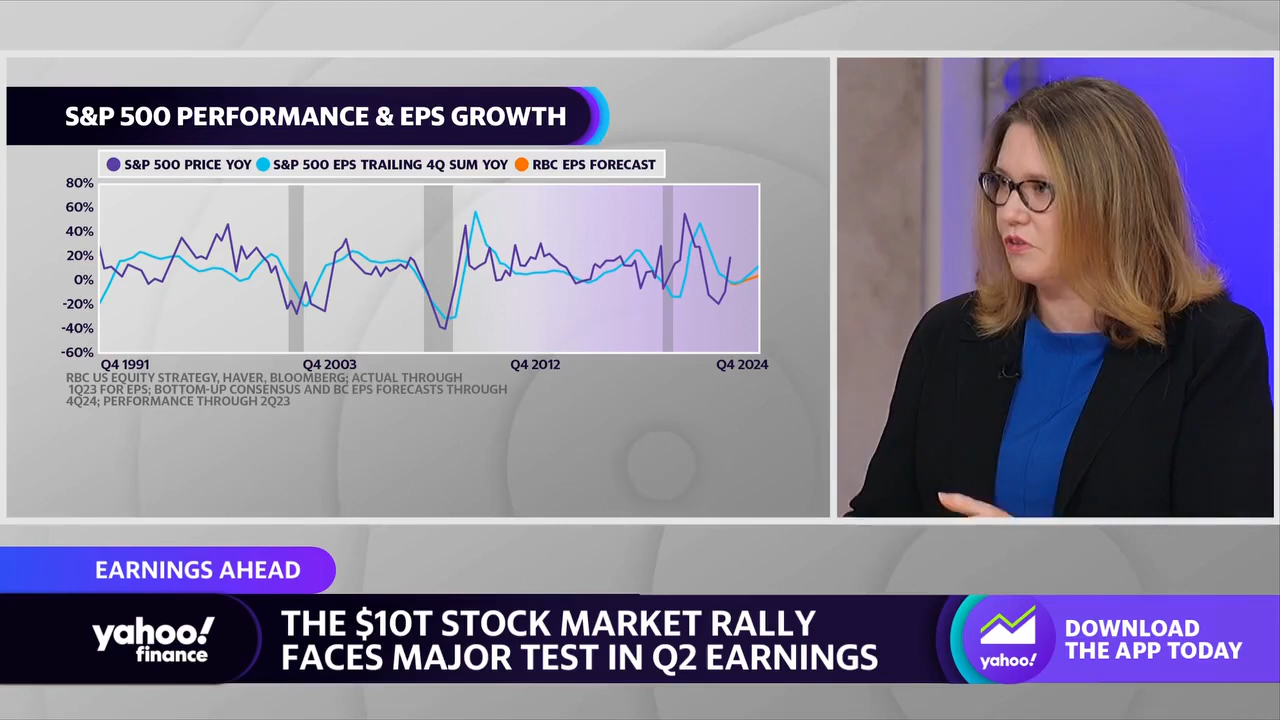 S&P 500 PERFORMANCE & EPS GROWTH
S&P 500 PRICE YOY S&P 500 EPS TRAILING 4Q SUM YOY RBC EPS FORECAST
80%
60%
40%
20%
0%
-20%
-40%
-60%
Q4 1991 Q4 2003 Q4 2012 Q4 2024
RBC US EQUITY STRATEGY, HAVER, BLOOMBERG; ACTUAL THROUGH
1Q23 FOR EPS; BOTTOM-UP CONSENSUS AND BC EPS FORECASTS THROUGH
4Q24; PERFORMANCE THROUGH 2Q23
EARNINGS AHEAD
yahoo!
finance
THE $10T STOCK MARKET RALLY
FACES MAJOR TEST IN Q2 EARNINGS
yahoo!
DOWNLOAD
THE APP TODAY